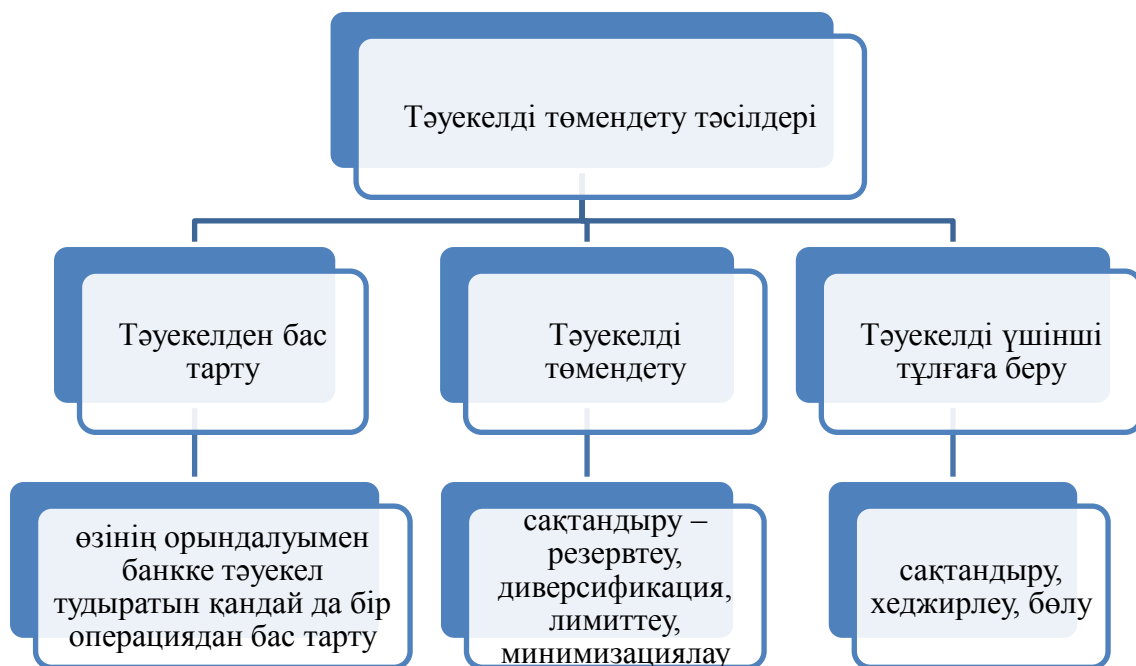 Тәуекелді төмендету тәсілдері
Тәуекелден бас
тарту
Тәуекелді
төмендету
Тәуекелді үшінші
тұлғаға беру
өзінің орындалуымен
банкке тәуекел
тудыратын қандай да бір
операциядан бас тарту
сақтандыру –
резервтеу,
диверсификация,
лимиттеу,
минимизациялау
сақтандыру,
хеджирлеу, бөлу